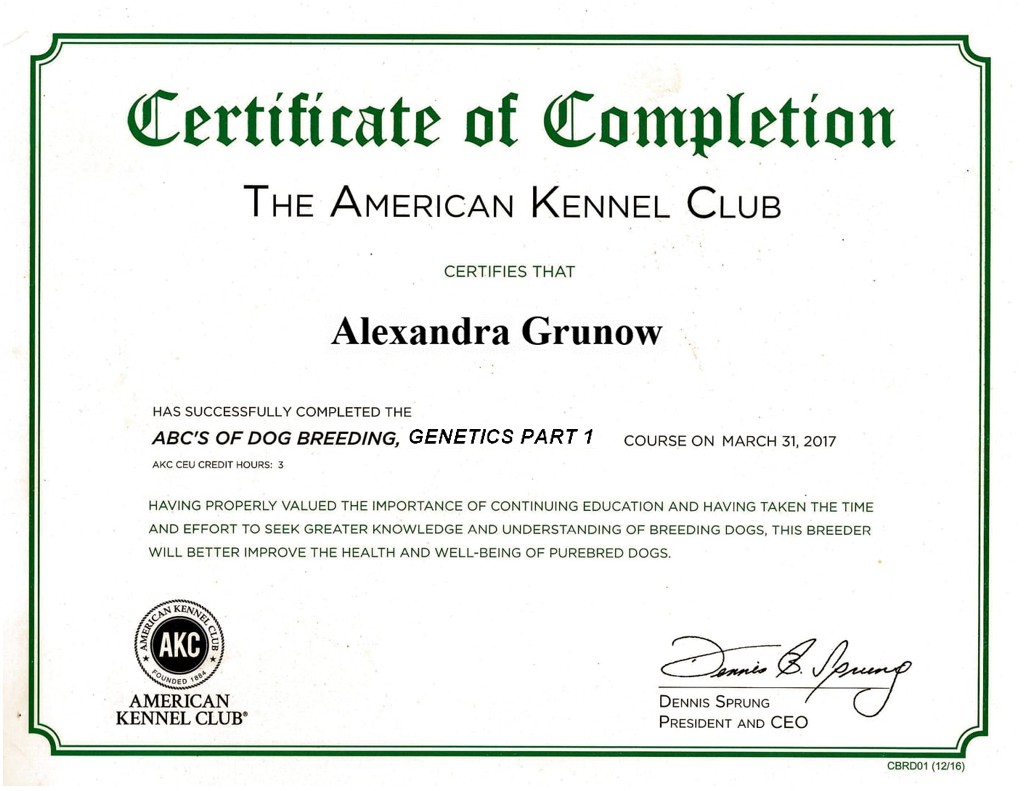 Certificate of Completion
THE AMERICAN KENNEL CLUB
CERTIFIES THAT
Alexandra Grunow
HAS SUCCESSFULLY COMPLETED THE
ABC'S OF DOG BREEDING, GENETICS PART 1 COURSE ON MARCH 31, 2017
AKC CEU CREDIT HOURS: 3
HAVING PROPERLY VALUED THE IMPORTANCE OF CONTINUING EDUCATION AND HAVING TAKEN THE TIME
AND EFFORT TO SEEK GREATER KNOWLEDGE AND UNDERSTANDING OF BREEDING DOGS, THIS BREEDER
WILL BETTER IMPROVE THE HEALTH AND WELL-BEING OF PUREBRED DOGS.
AMERICAN KENNEL CLUB
AKC
FOUNDED 1884
AMERICAN
KENNEL CLUB®
Dennis B. Sprung
DENNIS SPRUNG
PRESIDENT AND CEO
CBRD01 (12/16)